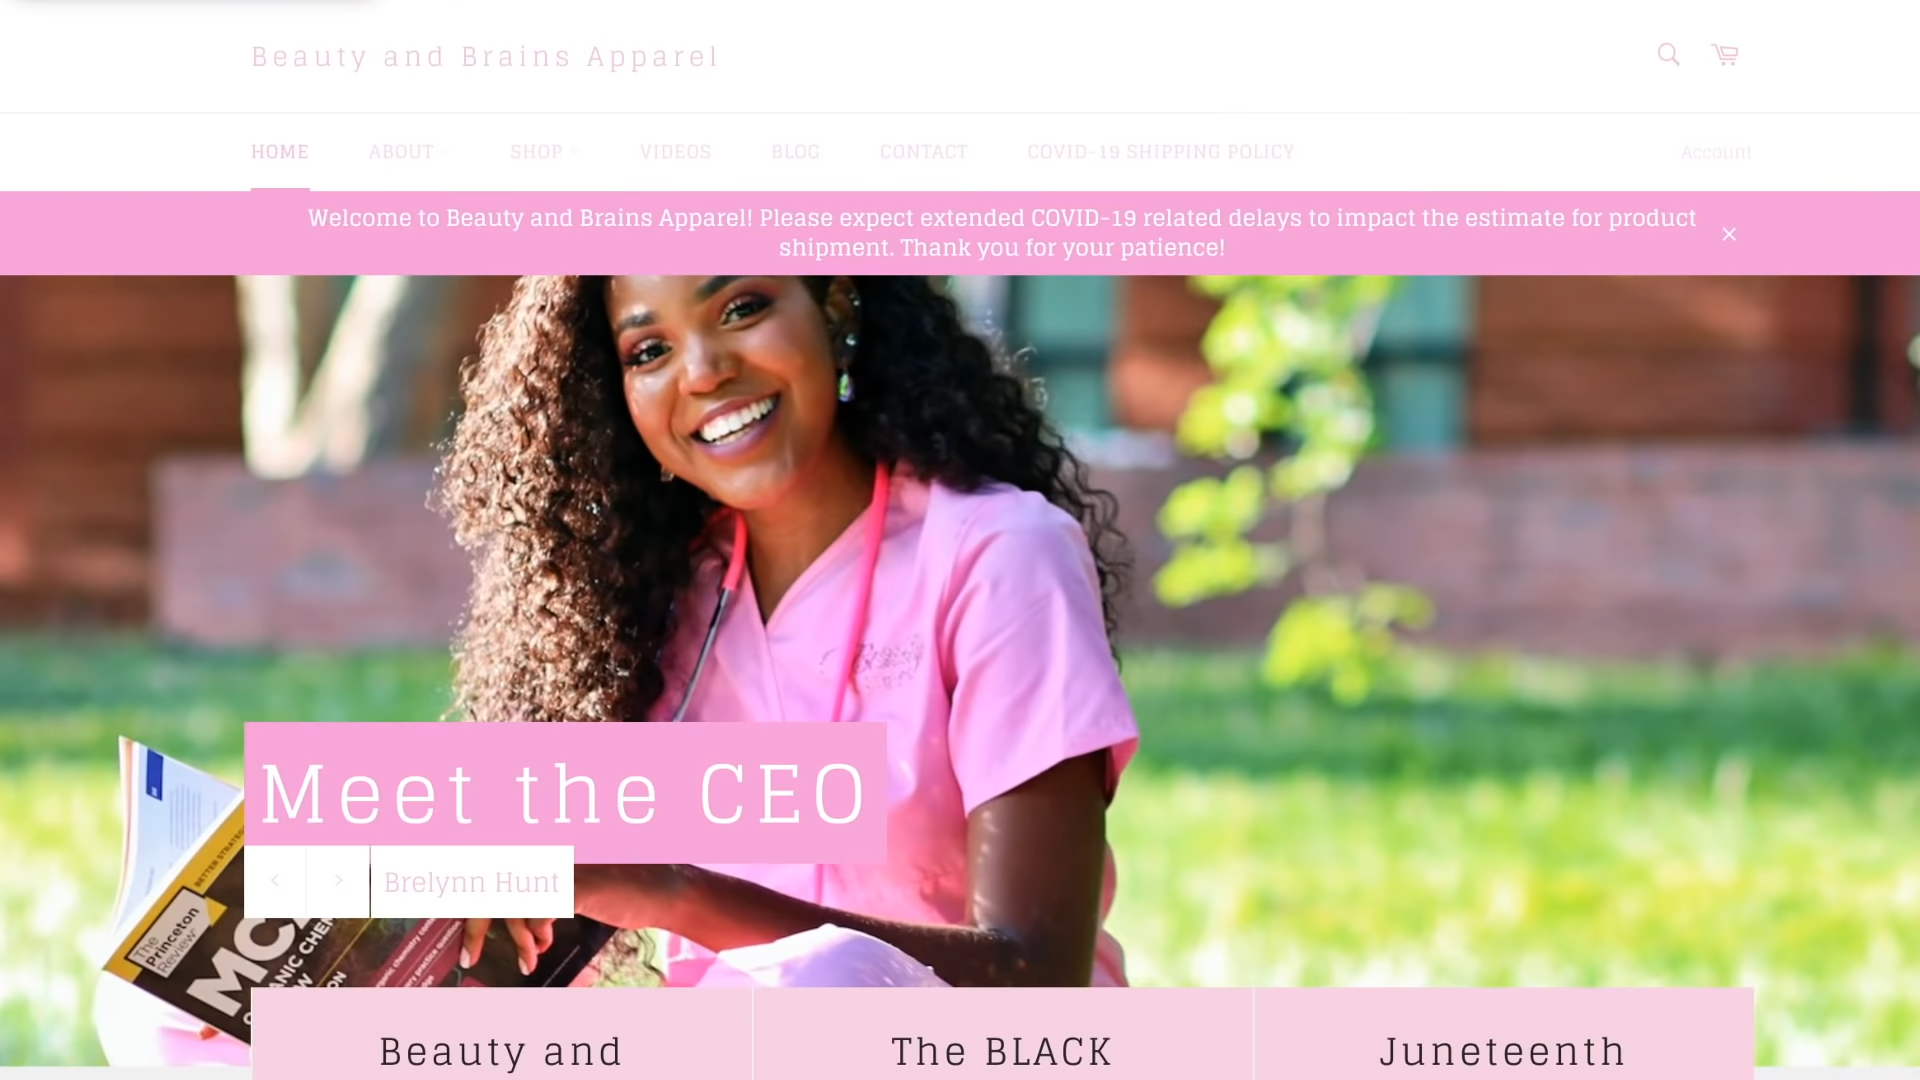 Beauty and Brains Apparel
HOME ABOUT SHOP VIDEOS BLOG CONTACT COVID-19 SHIPPING POLICY Account
Welcome to Beauty and Brains Apparel! Please expect extended COVID-19 related delays to impact the estimate for product
shipment. Thank you for your patience!
Meet the CEO
< > Brelynn Hunt
BETTER
The
Princeton
Review
Beauty and
The BLACK
Juneteenth